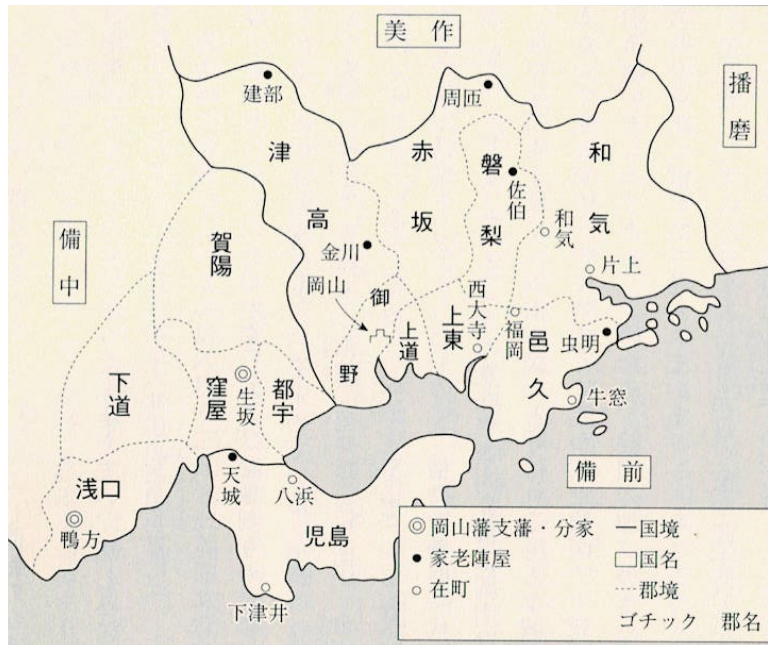 美作
播磨
備中
備前
建部
周匝
津高
赤坂
磐梨
和気
佐伯
和気
賀陽
金川
岡山
御野
上道
上東
西大寺
福岡
片上
邑久
虫明
牛窓
下道
窪屋
生坂
都宇
浅口
鴨方
天城
八浜
児島
下津井
◎岡山藩支藩・分家
●家老陣屋
○在町
国境
国名
郡境
ゴチック 郡名